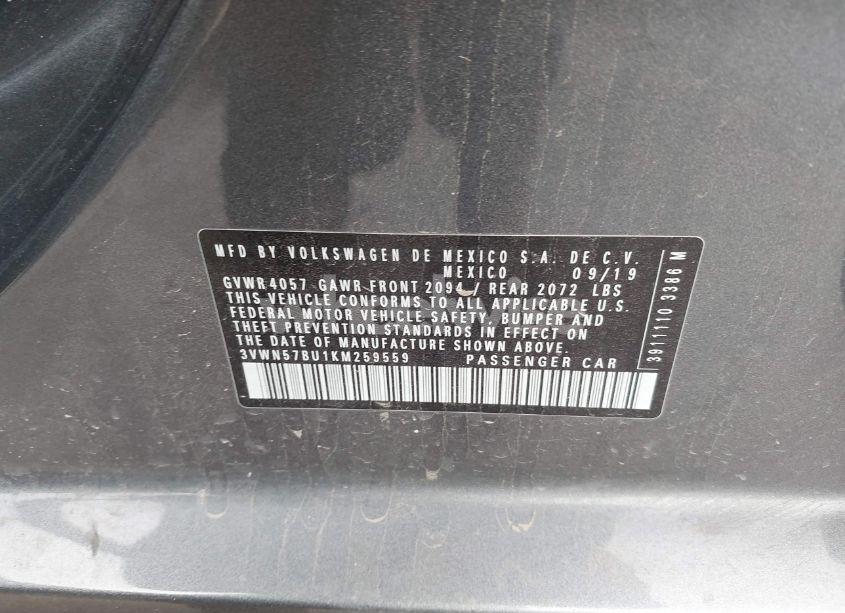 MFD BY VOLKSWAGEN DE MEXICO S.A. DE C.V.
MEXICO 09/19
GVWR 4057 GAWR FRONT 2094 / REAR 2072 LBS
THIS VEHICLE CONFORMS TO ALL APPLICABLE U.S.
FEDERAL MOTOR VEHICLE SAFETY, BUMPER AND
THEFT PREVENTION STANDARDS IN EFFECT ON
THE DATE OF MANUFACTURE SHOWN ABOVE.
3VWN57BU1KM259559 PASSENGER CAR
3911110 3386 M